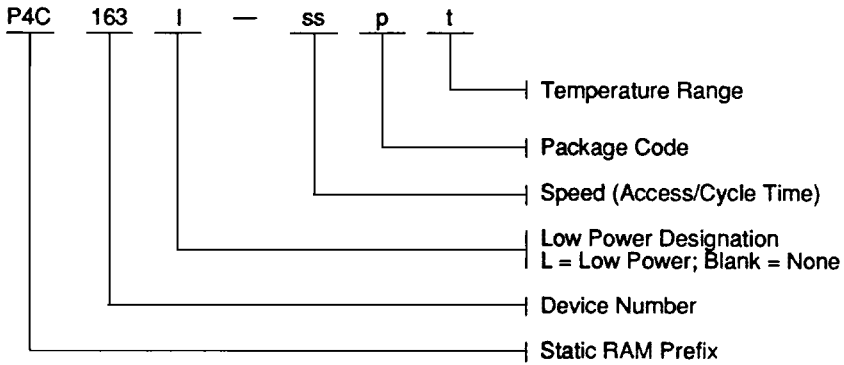 P4C 163 l — ss p t
Temperature Range
Package Code
Speed (Access/Cycle Time)
Low Power Designation
L = Low Power; Blank = None
Device Number
Static RAM Prefix